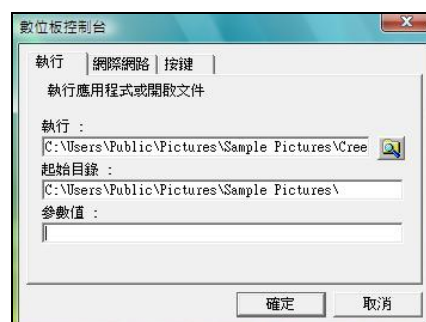 數位板控制台
執行 網際網路 按鍵
執行應用程式或開啟文件
執行：
C:\Users\Public\Pictures\Sample Pictures\Cree
起始目錄：
C:\Users\Public\Pictures\Sample Pictures\
參數值：
確定 取消